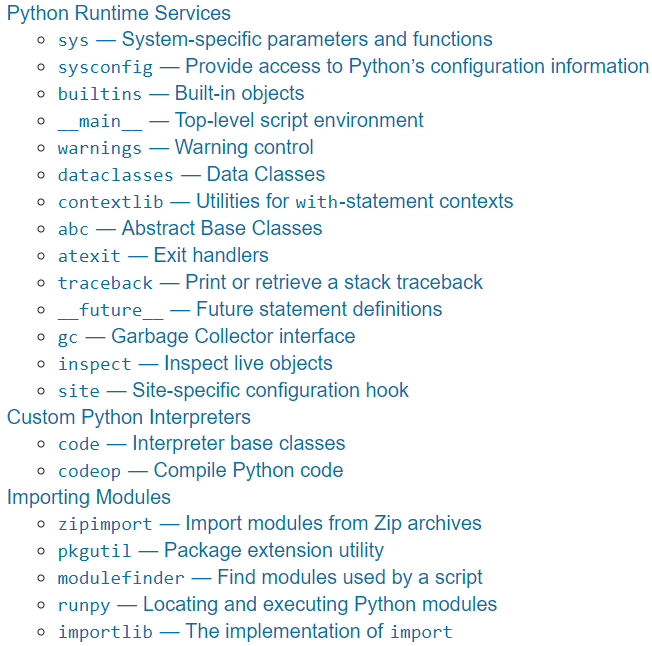 Python Runtime Services
sys — System-specific parameters and functions
sysconfig — Provide access to Python’s configuration information
builtins — Built-in objects
__main__ — Top-level script environment
warnings — Warning control
dataclasses — Data Classes
contextlib — Utilities for with-statement contexts
abc — Abstract Base Classes
atexit — Exit handlers
traceback — Print or retrieve a stack traceback
__future__ — Future statement definitions
gc — Garbage Collector interface
inspect — Inspect live objects
site — Site-specific configuration hook
Custom Python Interpreters
code — Interpreter base classes
codeop — Compile Python code
Importing Modules
zipimport — Import modules from Zip archives
pkgutil — Package extension utility
modulefinder — Find modules used by a script
runpy — Locating and executing Python modules
importlib — The implementation of import